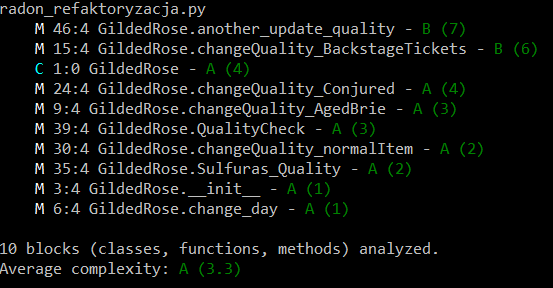 radon_refaktoryzacja.py
M 46:4 GildedRose.another_update_quality - B (7)
M 15:4 GildedRose.changeQuality_BackstageTickets - B (6)
C 1:0 GildedRose - A (4)
M 24:4 GildedRose.changeQuality_Conjured - A (4)
M 9:4 GildedRose.changeQuality_AgedBrie - A (3)
M 39:4 GildedRose.QualityCheck - A (3)
M 30:4 GildedRose.changeQuality_normalItem - A (2)
M 35:4 GildedRose.Sulfuras_Quality - A (2)
M 3:4 GildedRose.__init__ - A (1)
M 6:4 GildedRose.change_day - A (1)
10 blocks (classes, functions, methods) analyzed.
Average complexity: A (3.3)